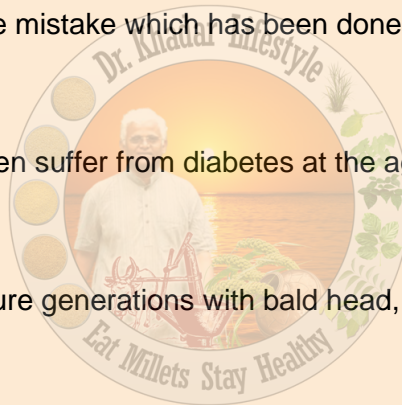 e mistake which has been done
Dr. Khadar Lifestyle
en suffer from diabetes at the a
ure generations with bald head,
Eat Millets Stay Healthy